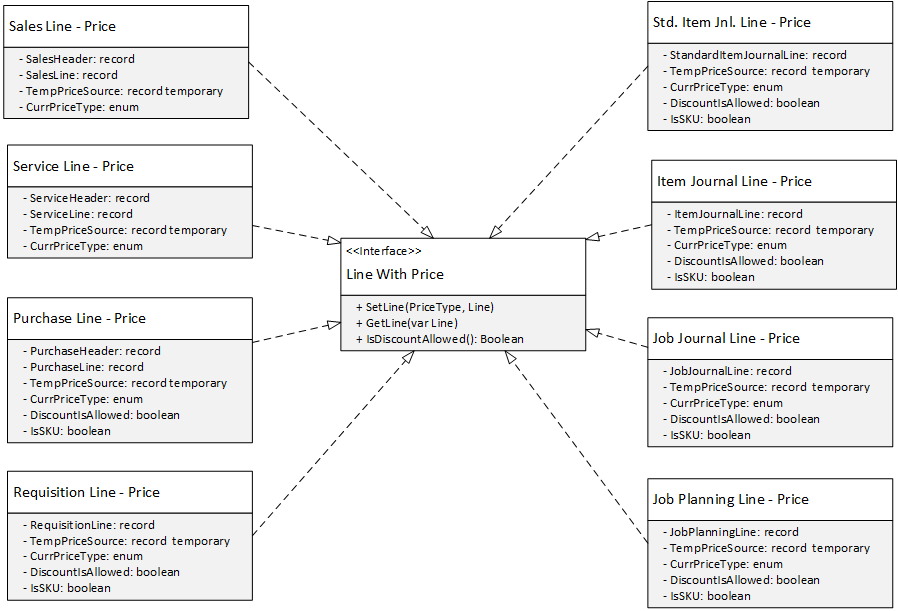 Sales Line - Price
- SalesHeader: record
- SalesLine: record
- TempPriceSource: record temporary
- CurrPriceType: enum
Service Line - Price
- ServiceHeader: record
- ServiceLine: record
- TempPriceSource: record temporary
- CurrPriceType: enum
Purchase Line - Price
- PurchaseHeader: record
- PurchaseLine: record
- TempPriceSource: record temporary
- CurrPriceType: enum
- DiscountIsAllowed: boolean
- IsSKU: boolean
Requisition Line - Price
- RequisitionLine: record
- TempPriceSource: record temporary
- CurrPriceType: enum
- DiscountIsAllowed: boolean
- IsSKU: boolean
<<Interface>>
Line With Price
+ SetLine(PriceType, Line)
+ GetLine(var Line)
+ IsDiscountAllowed(): Boolean
Std. Item Jnl. Line - Price
- StandardItemJournalLine: record
- TempPriceSource: record temporary
- CurrPriceType: enum
- DiscountIsAllowed: boolean
- IsSKU: boolean
Item Journal Line - Price
- ItemJournalLine: record
- TempPriceSource: record temporary
- CurrPriceType: enum
- DiscountIsAllowed: boolean
- IsSKU: boolean
Job Journal Line - Price
- JobJournalLine: record
- TempPriceSource: record temporary
- CurrPriceType: enum
- DiscountIsAllowed: boolean
- IsSKU: boolean
Job Planning Line - Price
- JobPlanningLine: record
- TempPriceSource: record temporary
- CurrPriceType: enum
- DiscountIsAllowed: boolean
- IsSKU: boolean